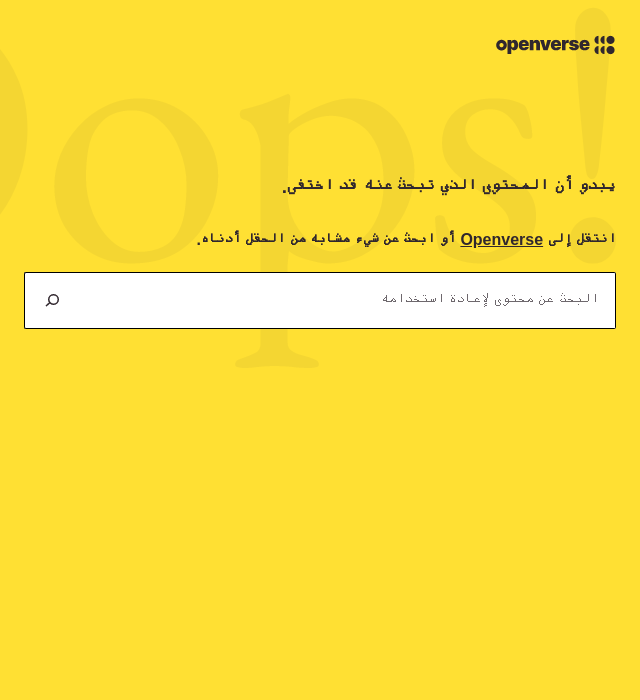 openverse
Oops!
يبدو أن المحتوى الذي تبحث عنه قد اختفى.
انتقل إلى Openverse أو ابحث عن شيء مشابه من الحقل أدناه.
البحث عن محتوى لإعادة استخدامه